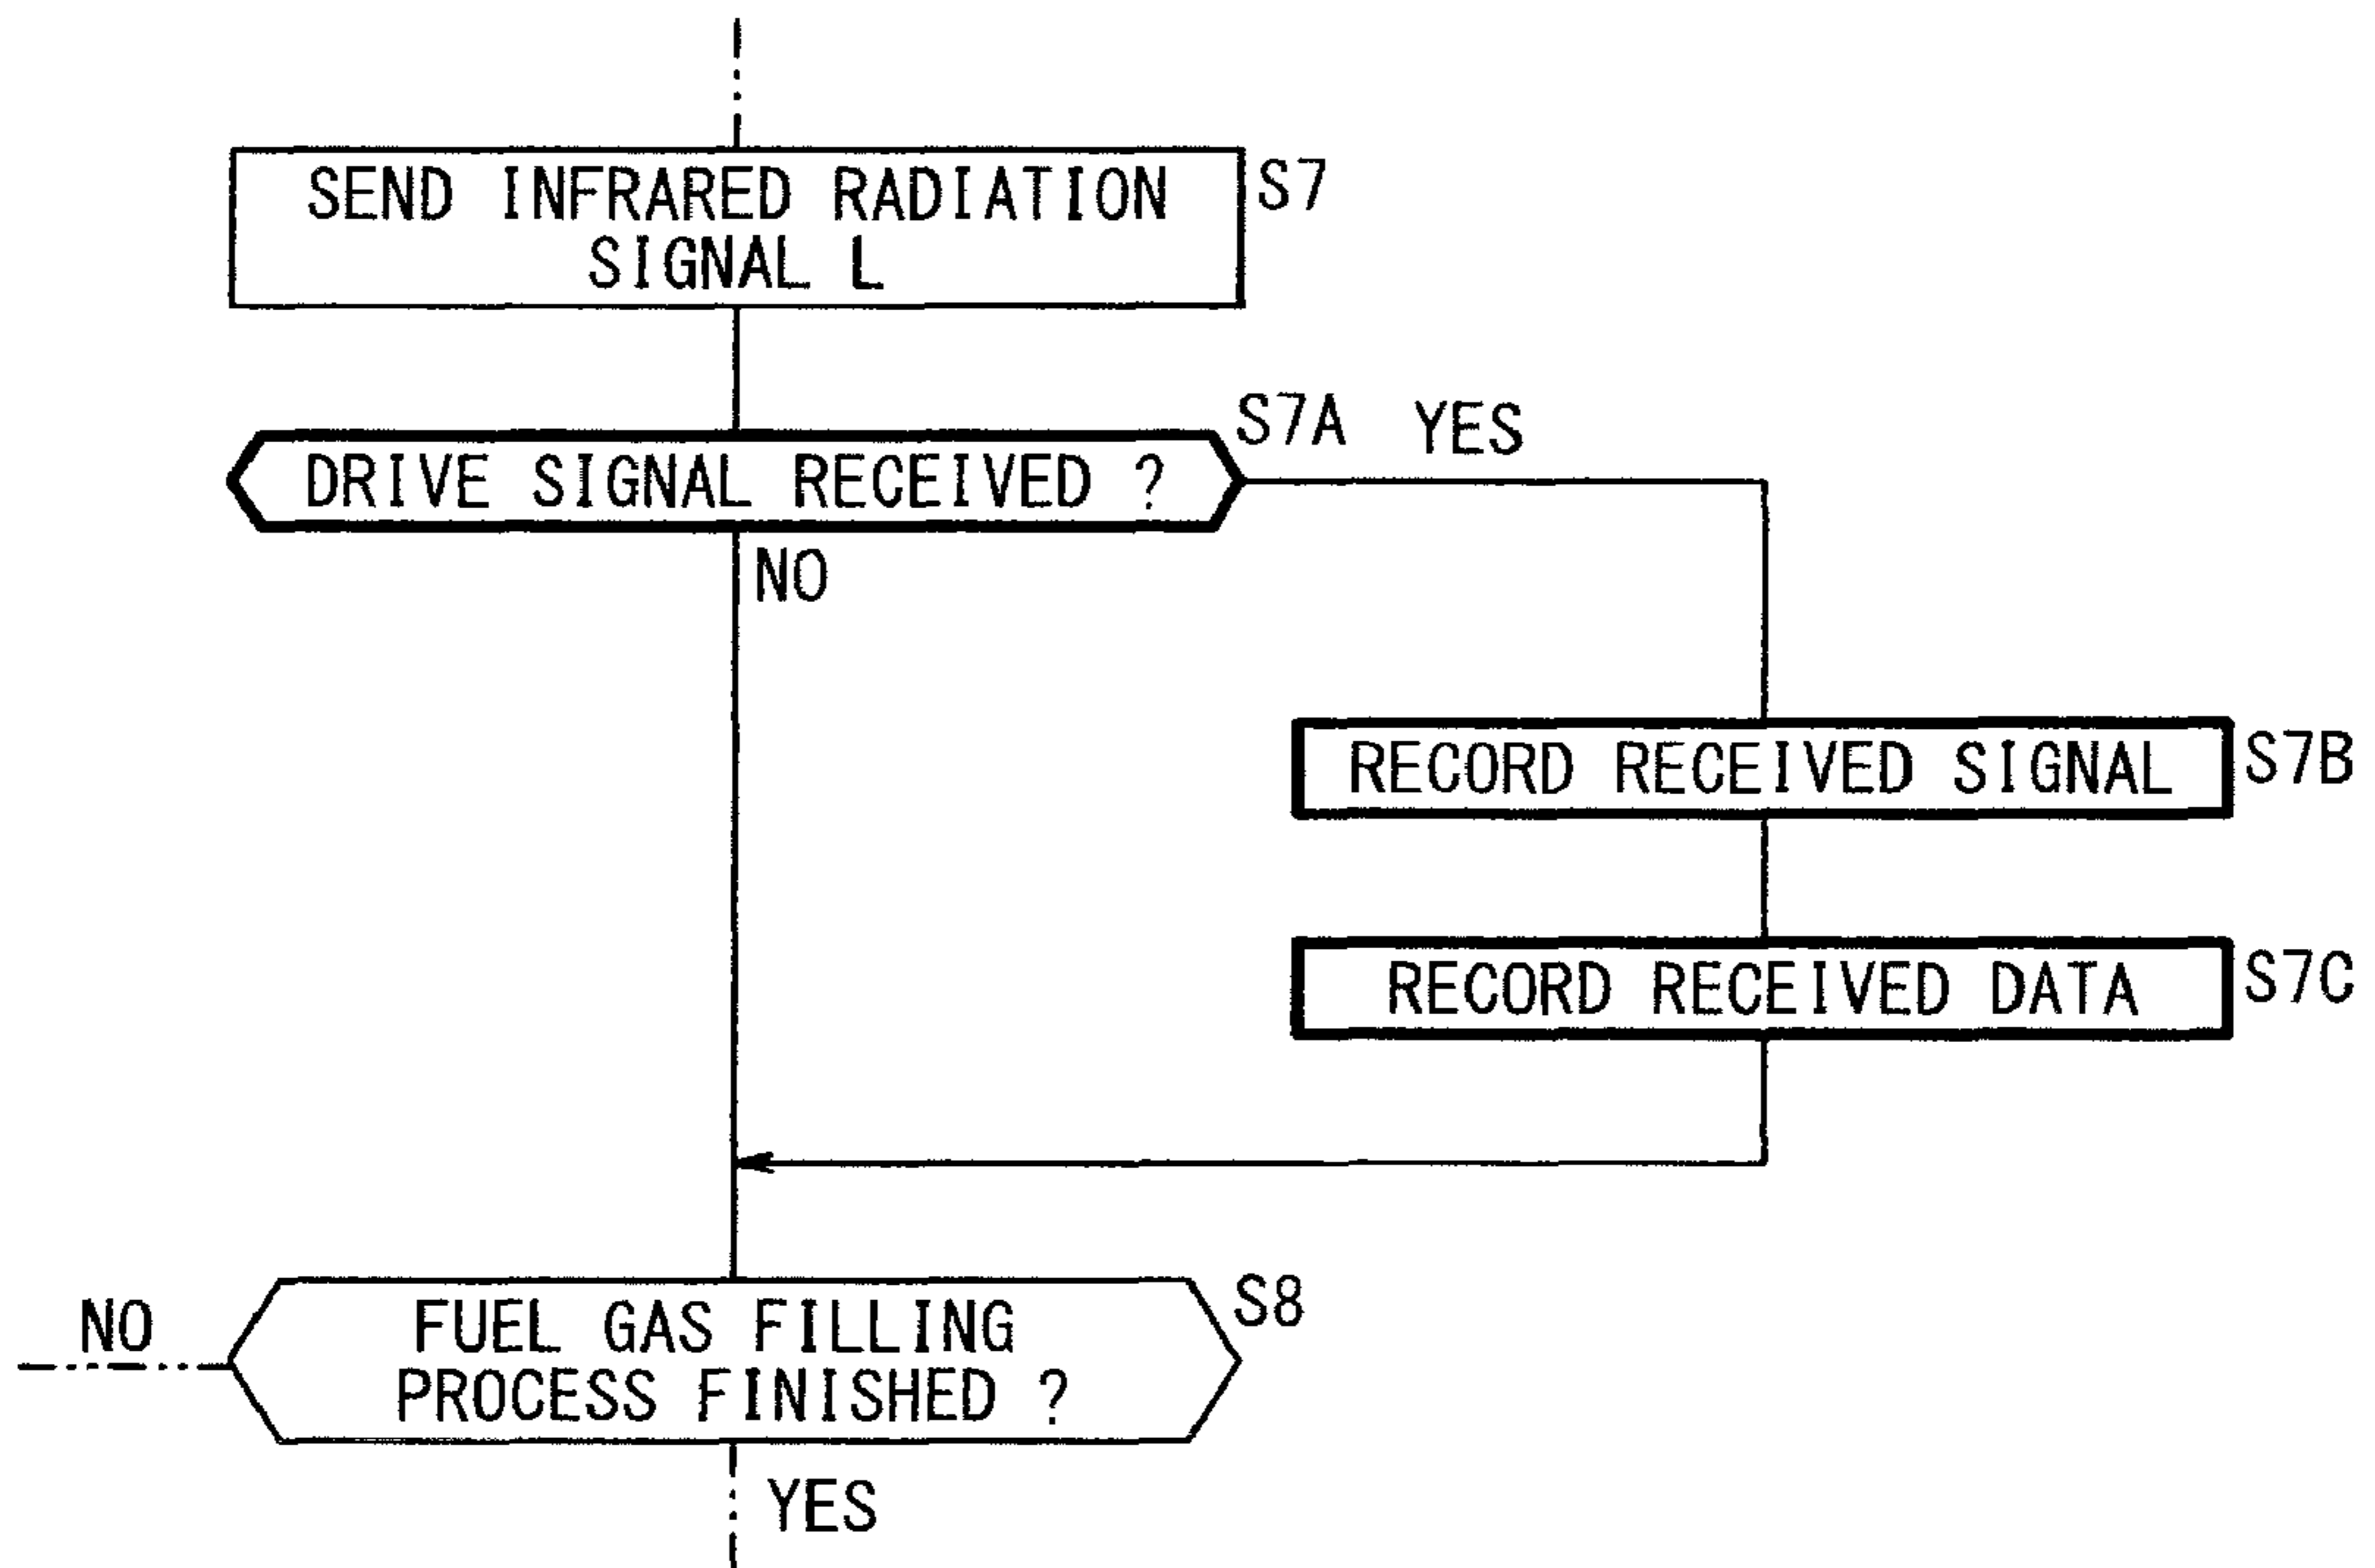 SEND INFRARED RADIATION
SIGNAL L
S7
DRIVE SIGNAL RECEIVED ?
S7A
YES
NO
RECORD RECEIVED SIGNAL
S7B
RECORD RECEIVED DATA
S7C
FUEL GAS FILLING
PROCESS FINISHED ?
S8
NO
YES